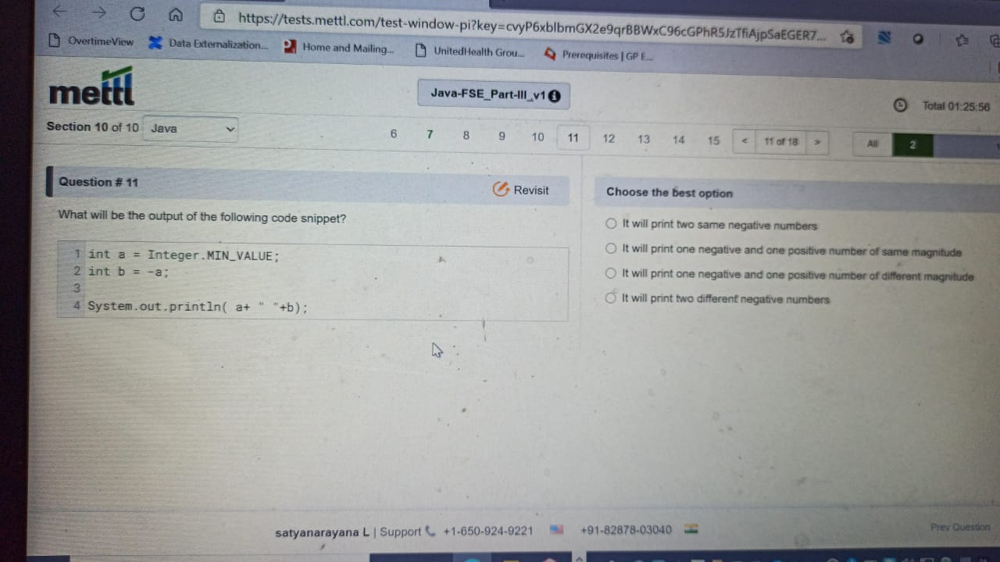 https://tests.mettl.com/test-window-pi?key=cvyP6xblbmGX2e9qrBBWxC96cGPhR5JzTfiAjpSaEGER7...
OvertimeView Data Externalization... Home and Mailing... UnitedHealth Grou... Prerequisites | GP E...
mettl
Java-FSE_Part-III_v1
Total 01:25:56
Section 10 of 10 Java
6 7 8 9 10 11 12 13 14 15 < 11 of 18 > All 2
Question # 11
Revisit
What will be the output of the following code snippet?
1 int a = Integer.MIN_VALUE;
2 int b = -a;
3
4 System.out.println( a+ " "+b);
Choose the best option
It will print two same negative numbers
It will print one negative and one positive number of same magnitude
It will print one negative and one positive number of different magnitude
It will print two different negative numbers
satyanarayana L | Support +1-650-924-9221 +91-82878-03040
Prev Question